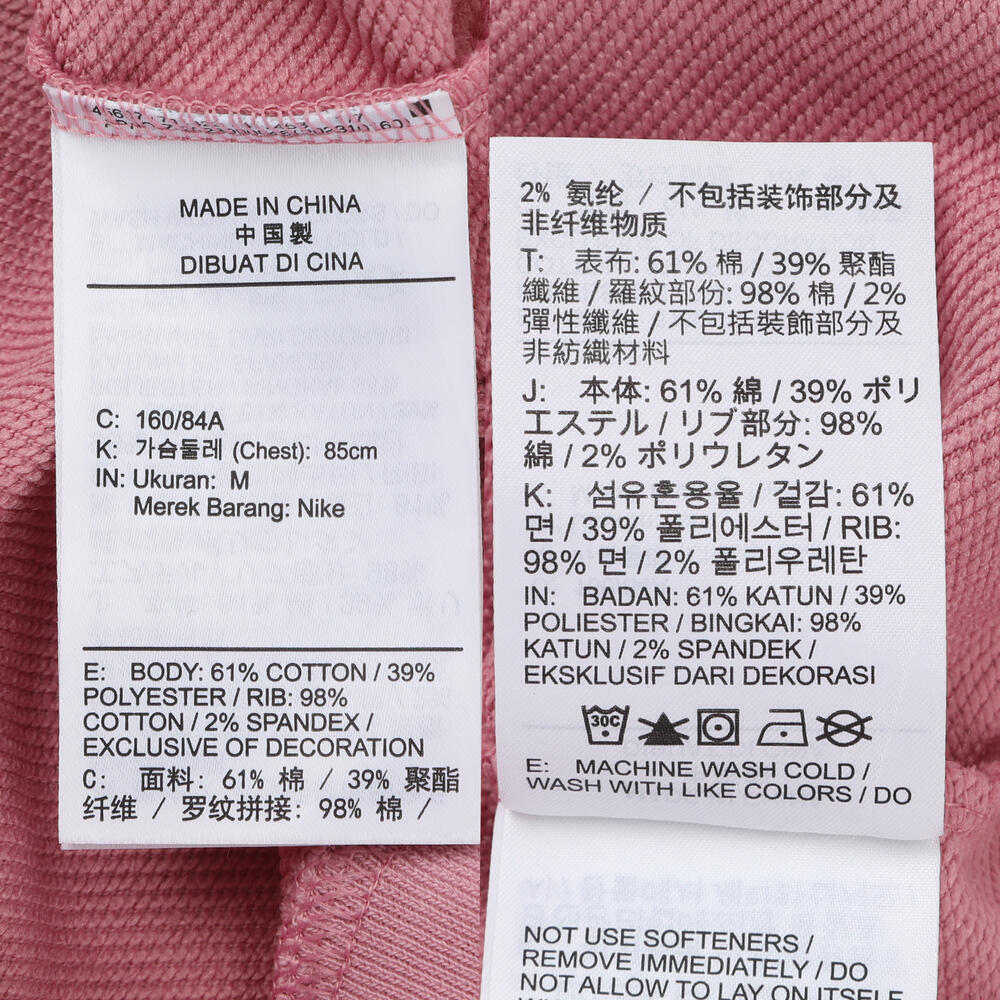 MADE IN CHINA
中国製
DIBUAT DI CINA
C: 160/84A
K: 가슴둘레 (Chest): 85cm
IN: Ukuran: M
Merek Barang: Nike
E: BODY: 61% COTTON / 39%
POLYESTER / RIB: 98%
COTTON / 2% SPANDEX /
EXCLUSIVE OF DECORATION
C: 面料: 61% 棉 / 39% 聚酯
纤维 / 罗纹拼接: 98% 棉 /
2% 氨纶 / 不包括装饰部分及
非纤维物质
T: 表布: 61% 棉 / 39% 聚酯
纖維 / 羅紋部份: 98% 棉 / 2%
彈性纖維 / 不包括裝飾部分及
非紡織材料
J: 本体: 61% 綿 / 39% ポリ
エステル / リブ部分: 98%
綿 / 2% ポリウレタン
K: 섬유혼용율 / 겉감: 61%
면 / 39% 폴리에스터 / RIB:
98% 면 / 2% 폴리우레탄
IN: BADAN: 61% KATUN / 39%
POLIESTER / BINGKAI: 98%
KATUN / 2% SPANDEK /
EKSKLUSIF DARI DEKORASI
30C
E: MACHINE WASH COLD /
WASH WITH LIKE COLORS / DO
NOT USE SOFTENERS /
REMOVE IMMEDIATELY / DO
NOT ALLOW TO LAY ON ITSELF